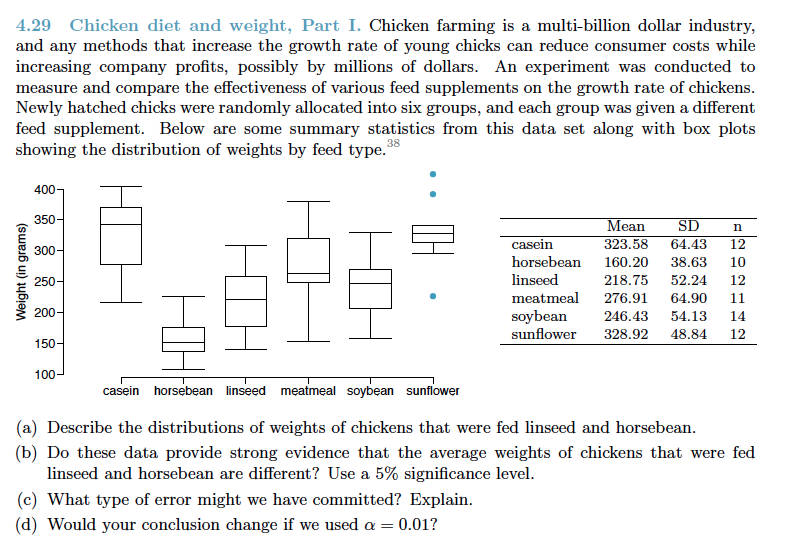 4.29 Chicken diet and weight, Part I. Chicken farming is a multi-billion dollar industry,
and any methods that increase the growth rate of young chicks can reduce consumer costs while
increasing company profits, possibly by millions of dollars. An experiment was conducted to
measure and compare the effectiveness of various feed supplements on the growth rate of chickens.
Newly hatched chicks were randomly allocated into six groups, and each group was given a different
feed supplement. Below are some summary statistics from this data set along with box plots
showing the distribution of weights by feed type.38
Weight (in grams)
400
350
300
250
200
150
100
casein horsebean linseed meatmeal soybean sunflower
Mean SD n
casein 323.58 64.43 12
horsebean 160.20 38.63 10
linseed 218.75 52.24 12
meatmeal 276.91 64.90 11
soybean 246.43 54.13 14
sunflower 328.92 48.84 12
(a) Describe the distributions of weights of chickens that were fed linseed and horsebean.
(b) Do these data provide strong evidence that the average weights of chickens that were fed
linseed and horsebean are different? Use a 5% significance level.
(c) What type of error might we have committed? Explain.
(d) Would your conclusion change if we used α = 0.01?